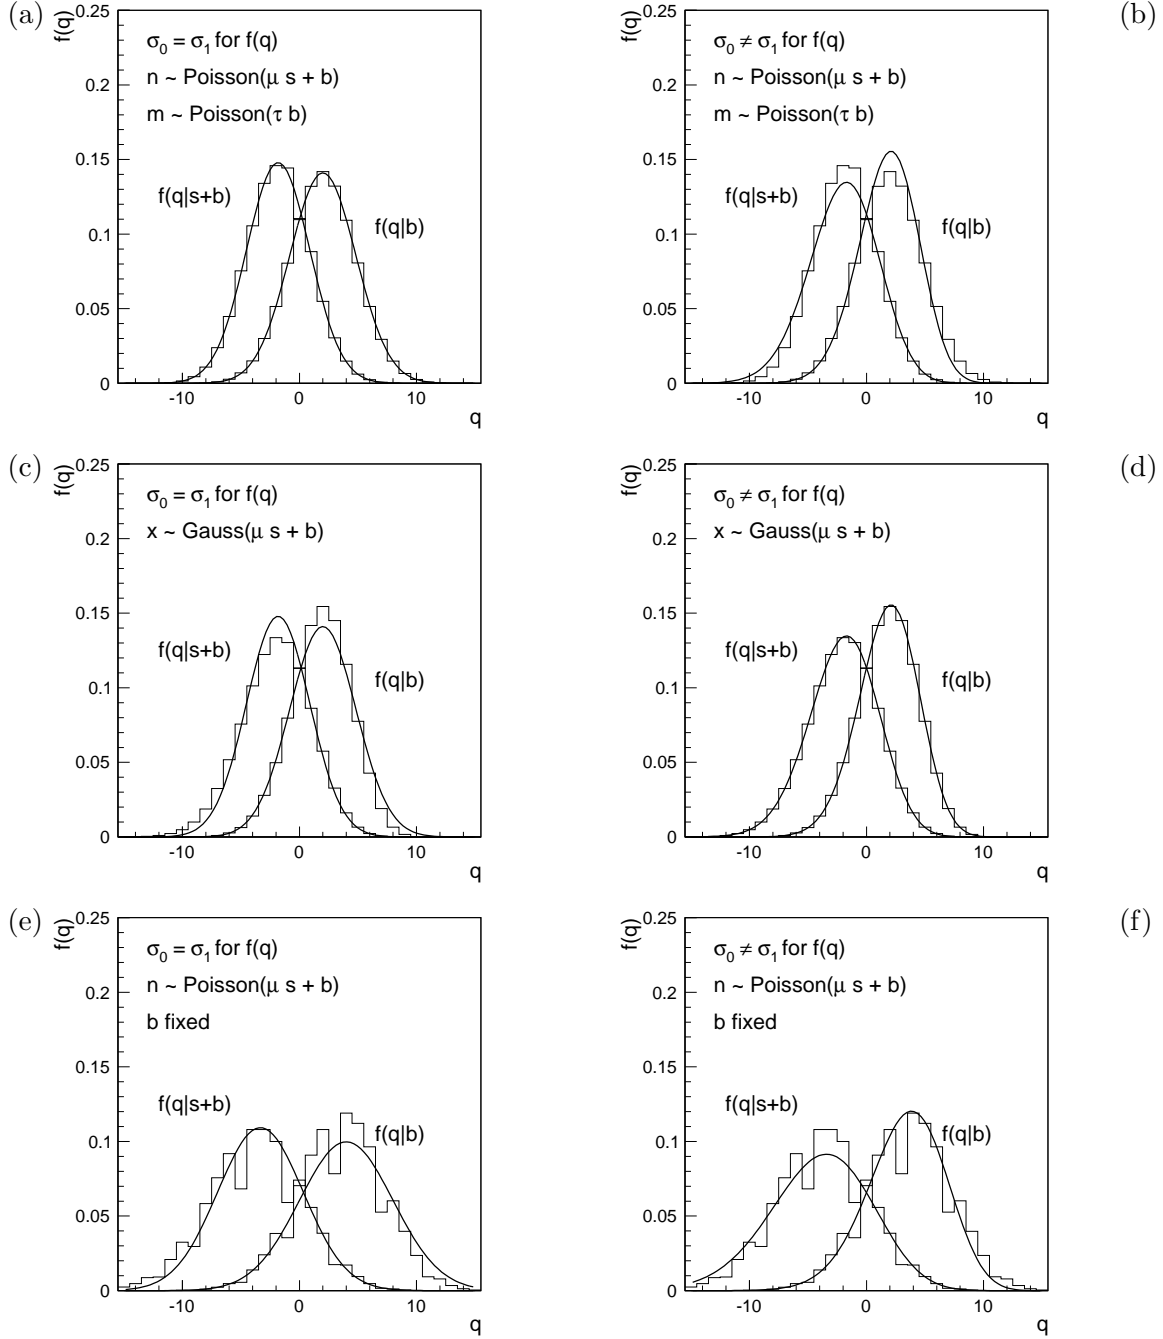 (a)
f(q)
0.25
0.2
0.15
0.1
0.05
0
σ0 = σ1 for f(q)
n ~ Poisson(μ s + b)
m ~ Poisson(τ b)
f(q|s+b)
f(q|b)
-10 0 10
q
(b)
f(q)
0.25
0.2
0.15
0.1
0.05
0
σ0 ≠ σ1 for f(q)
n ~ Poisson(μ s + b)
m ~ Poisson(τ b)
f(q|s+b)
f(q|b)
-10 0 10
q
(c)
f(q)
0.25
0.2
0.15
0.1
0.05
0
σ0 = σ1 for f(q)
x ~ Gauss(μ s + b)
f(q|s+b)
f(q|b)
-10 0 10
q
(d)
f(q)
0.25
0.2
0.15
0.1
0.05
0
σ0 ≠ σ1 for f(q)
x ~ Gauss(μ s + b)
f(q|s+b)
f(q|b)
-10 0 10
q
(e)
f(q)
0.25
0.2
0.15
0.1
0.05
0
σ0 = σ1 for f(q)
n ~ Poisson(μ s + b)
b fixed
f(q|s+b)
f(q|b)
-10 0 10
q
(f)
f(q)
0.25
0.2
0.15
0.1
0.05
0
σ0 ≠ σ1 for f(q)
n ~ Poisson(μ s + b)
b fixed
f(q|s+b)
f(q|b)
-10 0 10
q